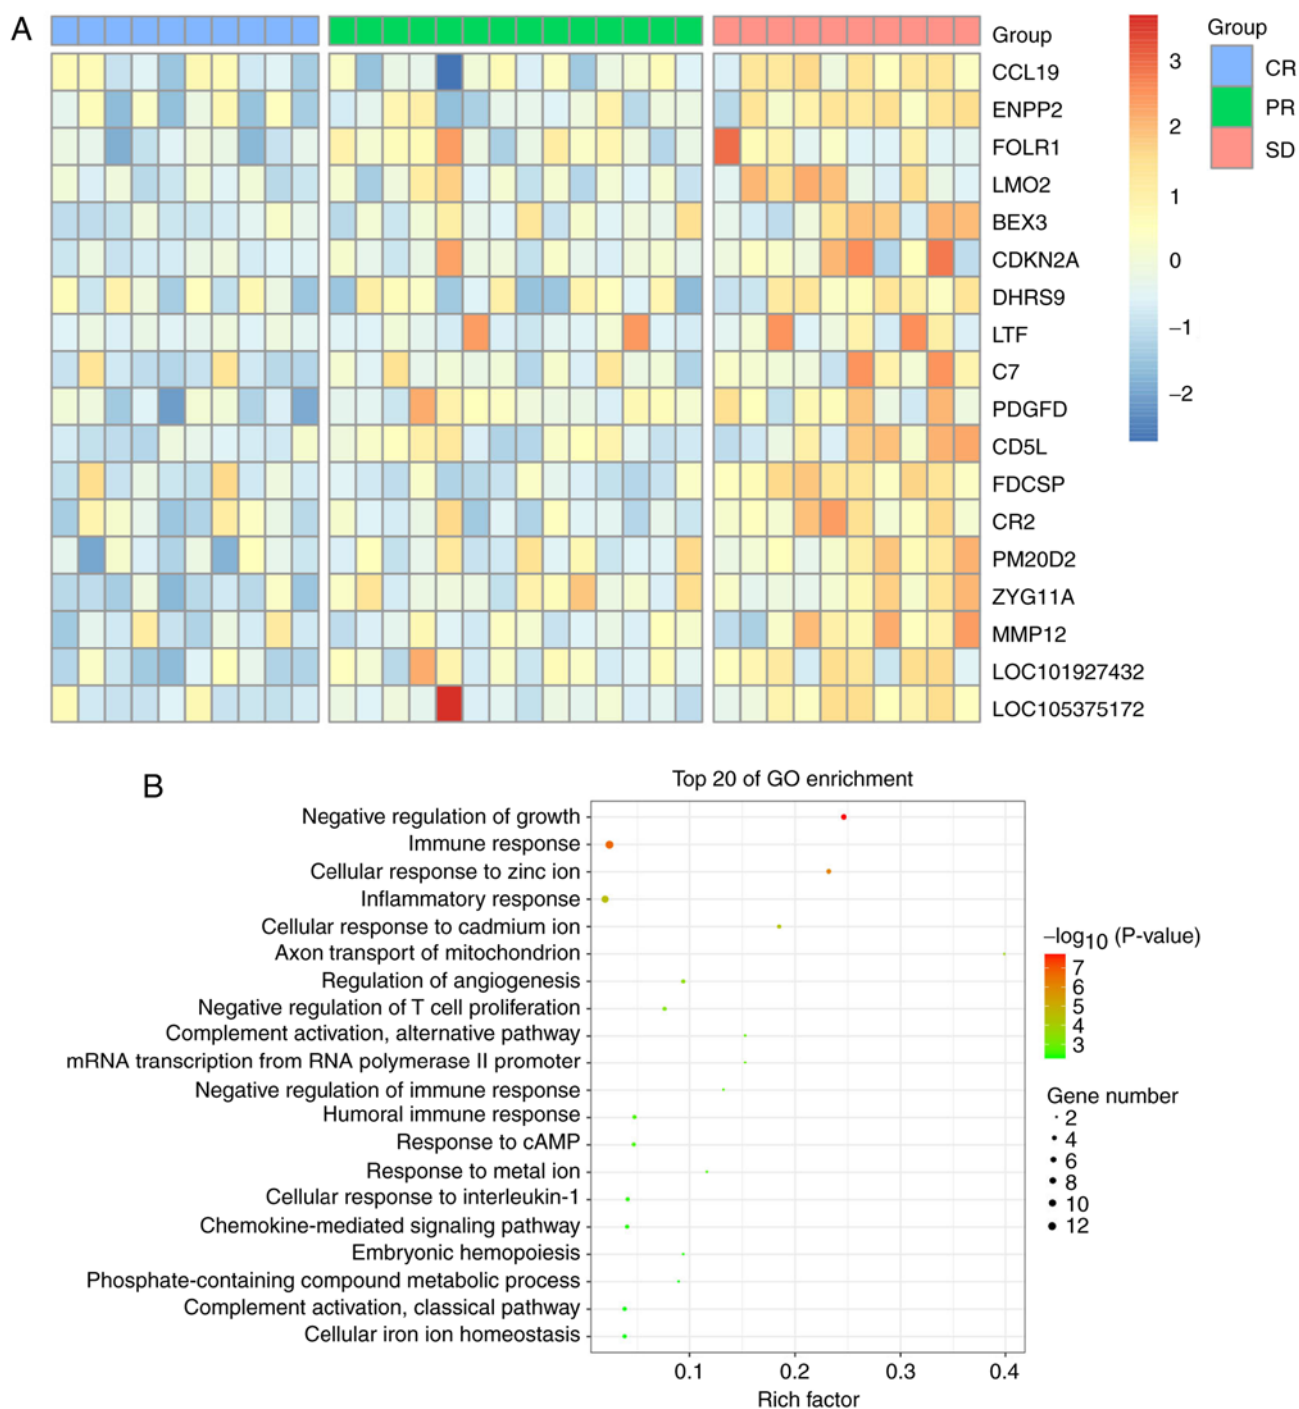 A
Group
CCL19
ENPP2
FOLR1
LMO2
BEX3
CDKN2A
DHRS9
LTF
C7
PDGFD
CD5L
FDCSP
CR2
PM20D2
ZYG11A
MMP12
LOC101927432
LOC105375172
3
2
1
0
−1
−2
Group
CR
PR
SD
B
Top 20 of GO enrichment
Negative regulation of growth
Immune response
Cellular response to zinc ion
Inflammatory response
Cellular response to cadmium ion
Axon transport of mitochondrion
Regulation of angiogenesis
Negative regulation of T cell proliferation
Complement activation, alternative pathway
mRNA transcription from RNA polymerase II promoter
Negative regulation of immune response
Humoral immune response
Response to cAMP
Response to metal ion
Cellular response to interleukin-1
Chemokine-mediated signaling pathway
Embryonic hemopoiesis
Phosphate-containing compound metabolic process
Complement activation, classical pathway
Cellular iron ion homeostasis
0.1 0.2 0.3 0.4
Rich factor
−log10 (P-value)
7
6
5
4
3
Gene number
2
4
6
8
10
12